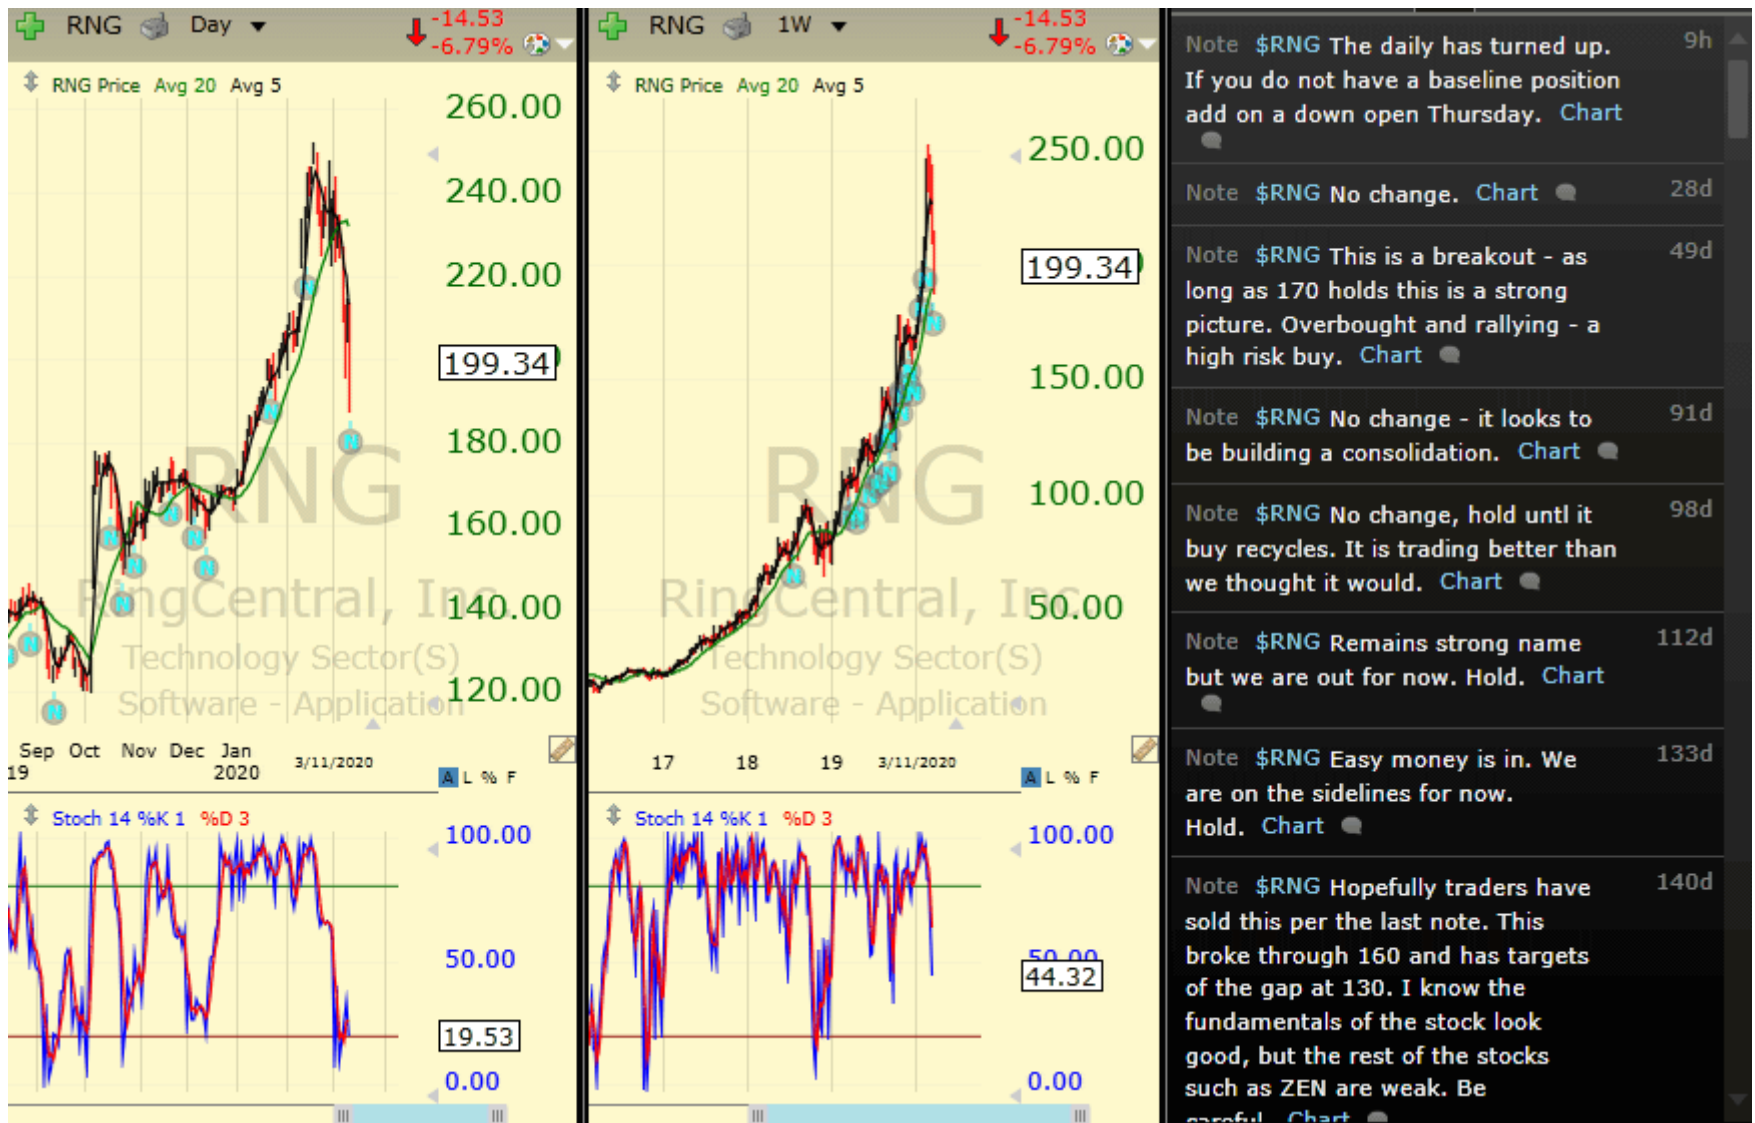 RNG Day
-14.53
-6.79%
RNG Price Avg 20 Avg 5
260.00
240.00
220.00
199.34
180.00
160.00
140.00
120.00
RNG
RingCentral, Inc.
Technology Sector(S)
Software - Application
N
N
N
N
N
N
N
N
N
N
N
N
Sep Oct Nov Dec Jan
19 2020 3/11/2020
A L % F
Stoch 14 %K 1 %D 3
100.00
50.00
19.53
0.00
RNG 1W
-14.53
-6.79%
RNG Price Avg 20 Avg 5
250.00
199.34
150.00
100.00
50.00
RNG
RingCentral, Inc.
Technology Sector(S)
Software - Application
17 18 19 3/11/2020
A L % F
Stoch 14 %K 1 %D 3
100.00
50.00
44.32
0.00
Note $RNG The daily has turned up. 9h
If you do not have a baseline position
add on a down open Thursday. Chart
Note $RNG No change. Chart 28d
Note $RNG This is a breakout - as 49d
long as 170 holds this is a strong
picture. Overbought and rallying - a
high risk buy. Chart
Note $RNG No change - it looks to 91d
be building a consolidation. Chart
Note $RNG No change, hold untl it 98d
buy recycles. It is trading better than
we thought it would. Chart
Note $RNG Remains strong name 112d
but we are out for now. Hold. Chart
Note $RNG Easy money is in. We 133d
are on the sidelines for now.
Hold. Chart
Note $RNG Hopefully traders have 140d
sold this per the last note. This
broke through 160 and has targets
of the gap at 130. I know the
fundamentals of the stock look
good, but the rest of the stocks
such as ZEN are weak. Be
careful. Chart